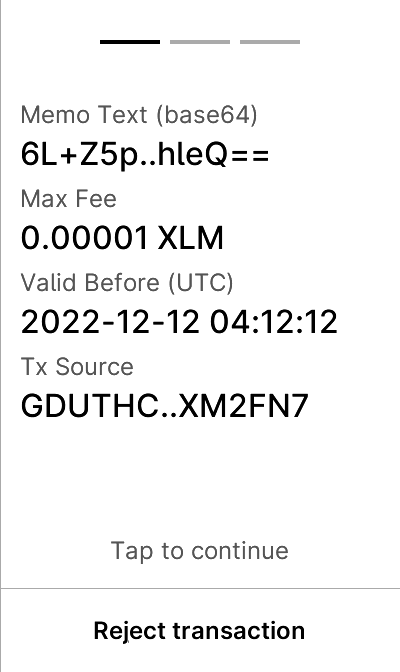 Memo Text (base64)
6L+Z5p..hleQ==
Max Fee
0.00001 XLM
Valid Before (UTC)
2022-12-12 04:12:12
Tx Source
GDUTHC..XM2FN7
Tap to continue
Reject transaction